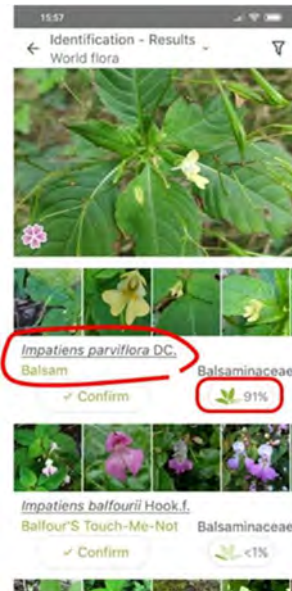 15:57
Identification - Results
World flora
Impatiens parviflora DC.
Balsam
Balsaminaceae
✓ Confirm
91%
Impatiens balfourii Hook.f.
Balfour'S Touch-Me-Not
Balsaminaceae
✓ Confirm
<1%